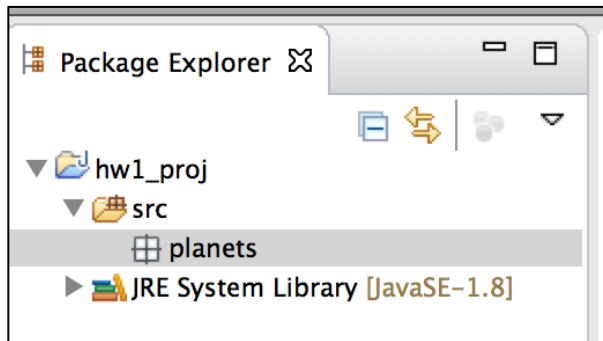 Package Explorer
hw1_proj
src
planets
JRE System Library [JavaSE-1.8]